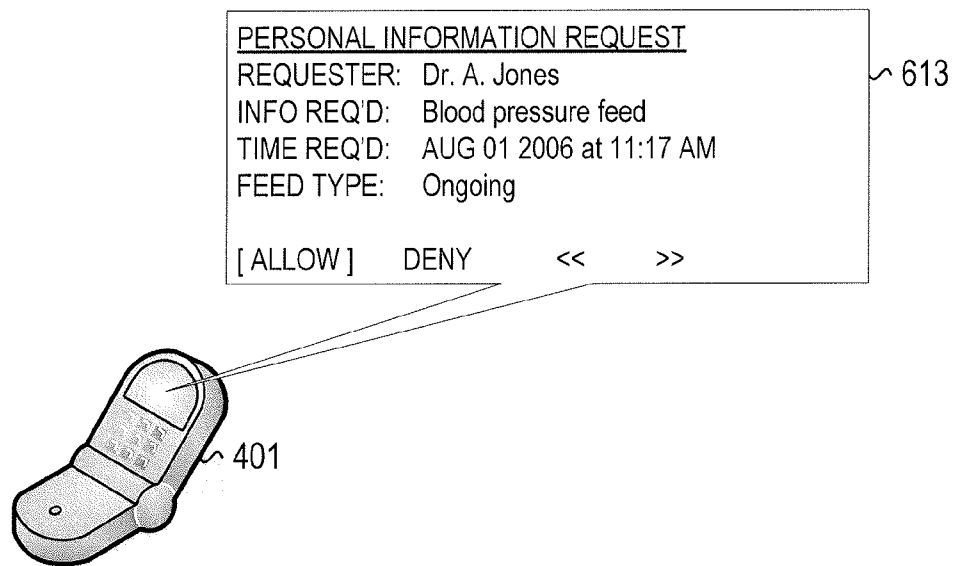 PERSONAL INFORMATION REQUEST
REQUESTER: Dr. A. Jones
INFO REQ'D: Blood pressure feed
TIME REQ'D: AUG 01 2006 at 11:17 AM
FEED TYPE: Ongoing
[ ALLOW ] DENY << >>
613
401